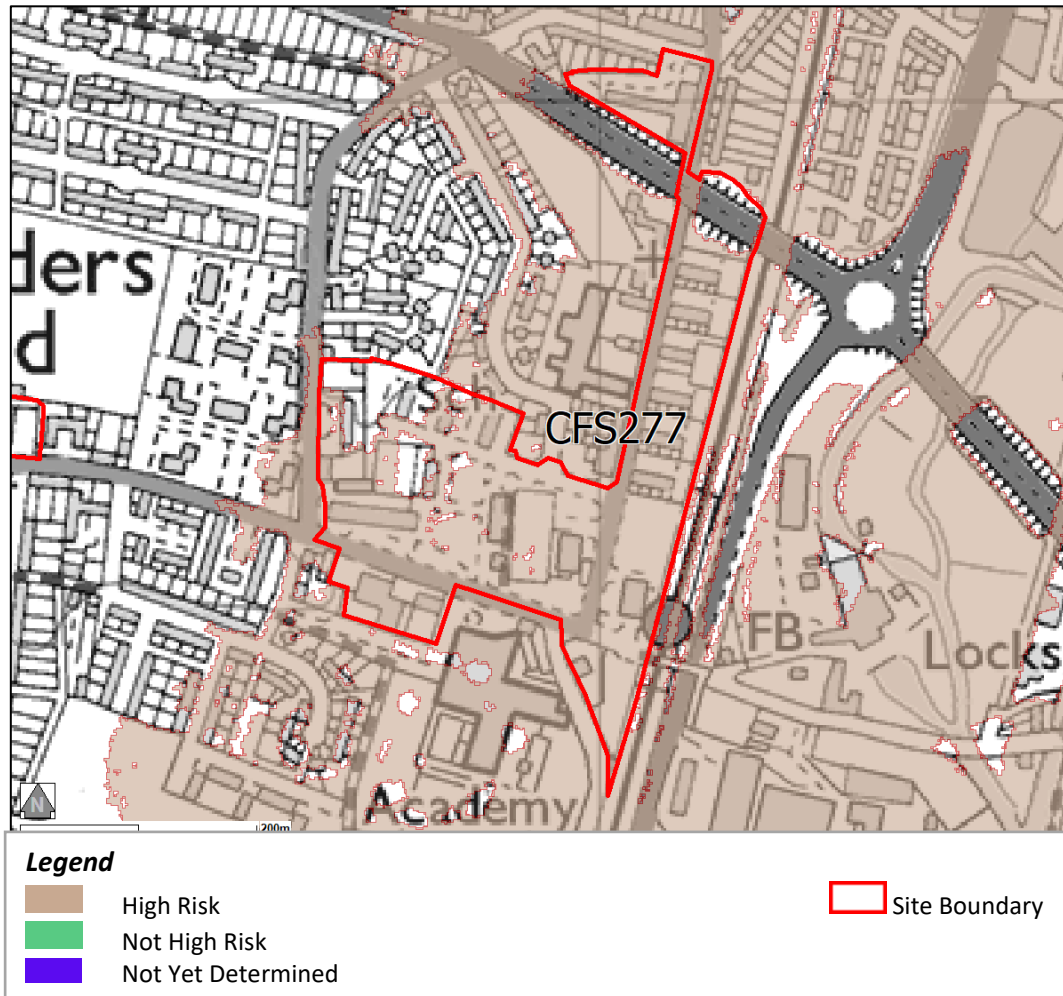 ders
d
CFS277
FB
Locks
Academy
N
200m
Legend
High Risk
Not High Risk
Not Yet Determined
Site Boundary